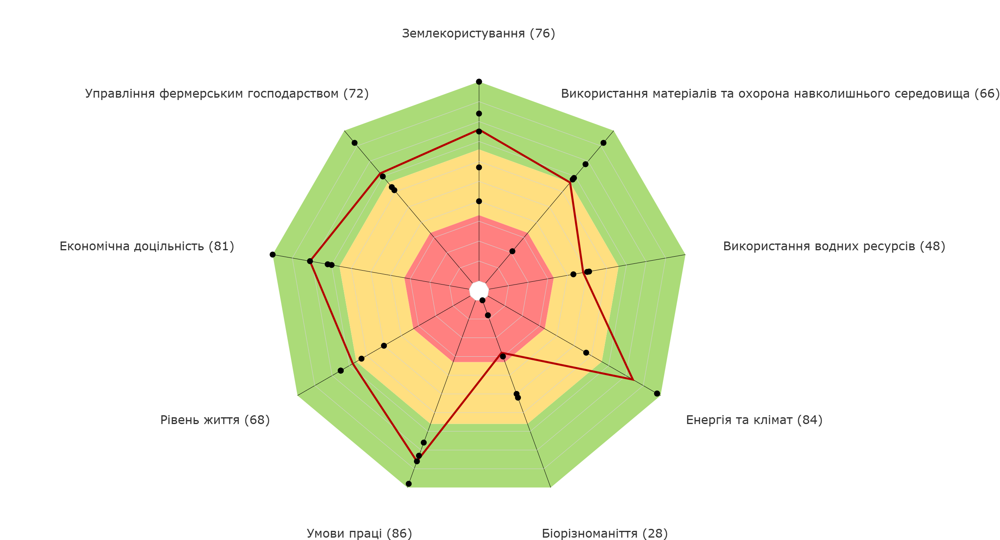 Землекористування (76)
Управління фермерським господарством (72)
Використання матеріалів та охорона навколишнього середовища (66)
Економічна доцільність (81)
Використання водних ресурсів (48)
Рівень життя (68)
Енергія та клімат (84)
Умови праці (86)
Біорізноманіття (28)